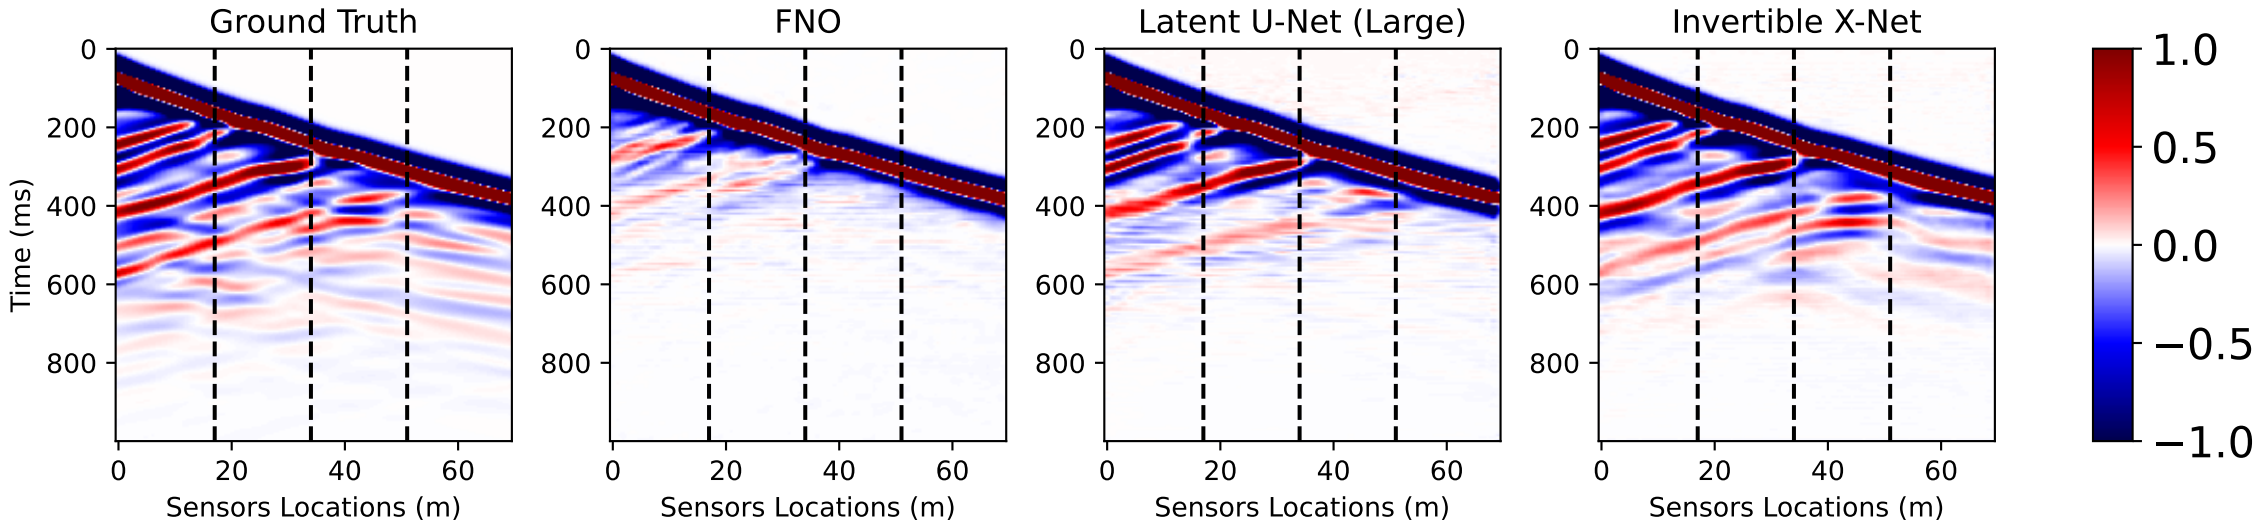 Ground Truth
FNO
Latent U-Net (Large)
Invertible X-Net
0
200
400
600
800
Time (ms)
0 20 40 60
Sensors Locations (m)
0
200
400
600
800
0 20 40 60
Sensors Locations (m)
0
200
400
600
800
0 20 40 60
Sensors Locations (m)
0
200
400
600
800
0 20 40 60
Sensors Locations (m)
1.0
0.5
0.0
−0.5
−1.0